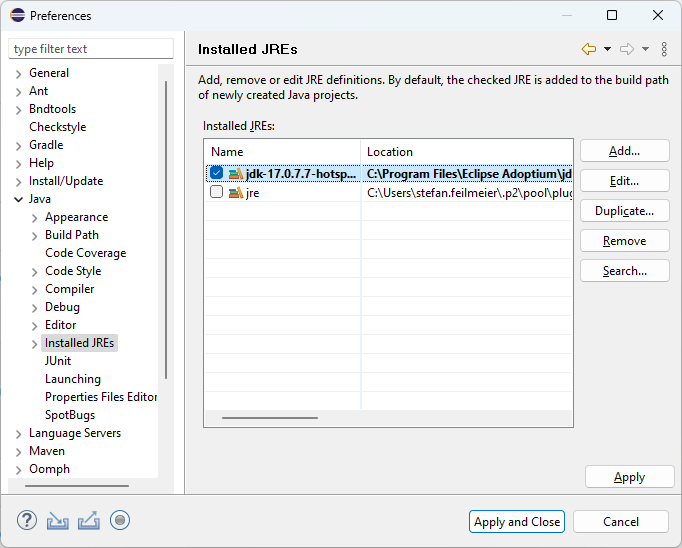 Preferences
type filter text
General
Ant
Bndtools
Checkstyle
Gradle
Help
Install/Update
Java
Appearance
Build Path
Code Coverage
Code Style
Compiler
Debug
Editor
Installed JREs
JUnit
Launching
Properties Files Editor
SpotBugs
Language Servers
Maven
Oomph
Installed JREs
Add, remove or edit JRE definitions. By default, the checked JRE is added to the build path
of newly created Java projects.
Installed JREs:
Name Location
jdk-17.0.7.7-hotsp... C:\Program Files\Eclipse Adoptium\jd
jre C:\Users\stefan.feilmeier\.p2\pool\plug
Add...
Edit...
Duplicate...
Remove
Search...
Apply
Apply and Close Cancel